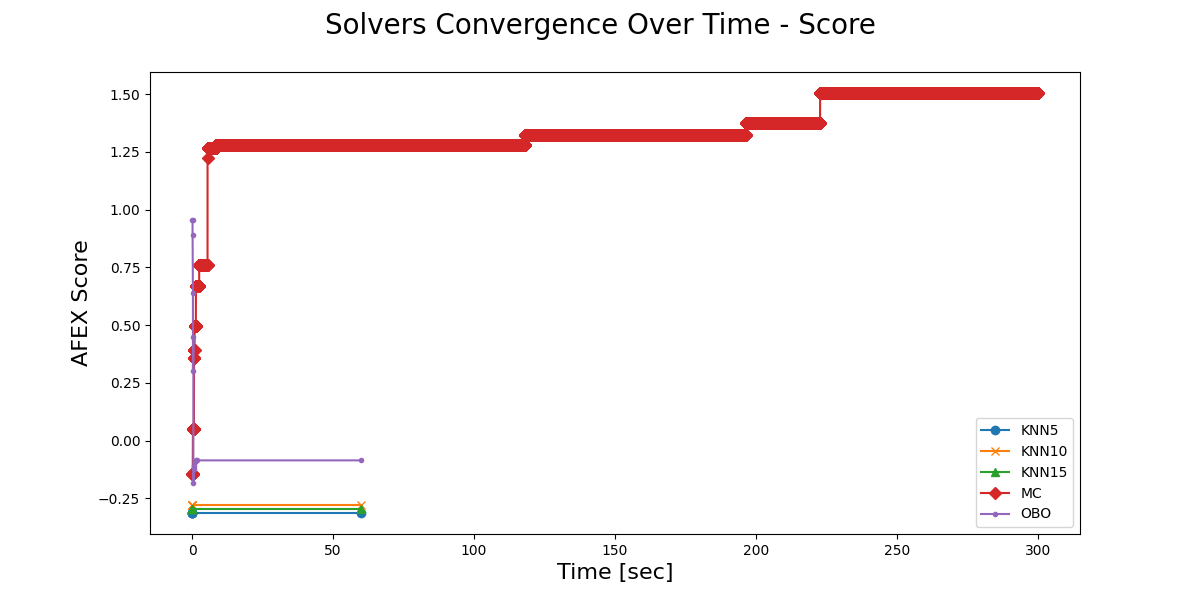 Solvers Convergence Over Time - Score
AFEX Score
1.50
1.25
1.00
0.75
0.50
0.25
0.00
−0.25
0 50 100 150 200 250 300
Time [sec]
KNN5
KNN10
KNN15
MC
OBO